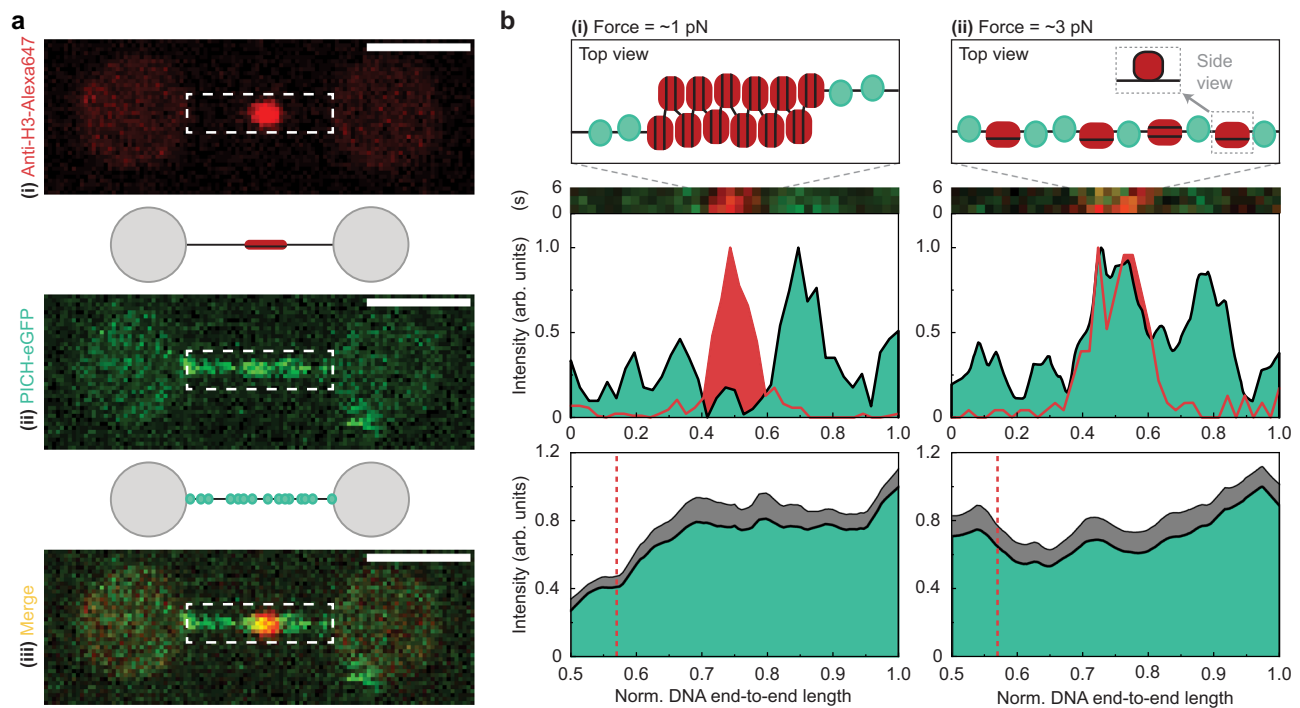 a
(i) Anti-H3-Alexa647
(ii) PICH-eGFP
(iii) Merge
b
(i) Force = ~1 pN
Top view
(s)
6
0
Intensity (arb. units)
1.0
0.5
0
0 0.2 0.4 0.6 0.8 1.0
Intensity (arb. units)
1.2
0.8
0.4
0
0.5 0.6 0.7 0.8 0.9 1.0
Norm. DNA end-to-end length
(ii) Force = ~3 pN
Top view
Side
view
6
0
1.0
0.5
0
0 0.2 0.4 0.6 0.8 1.0
1.2
0.8
0.4
0
0.5 0.6 0.7 0.8 0.9 1.0
Norm. DNA end-to-end length